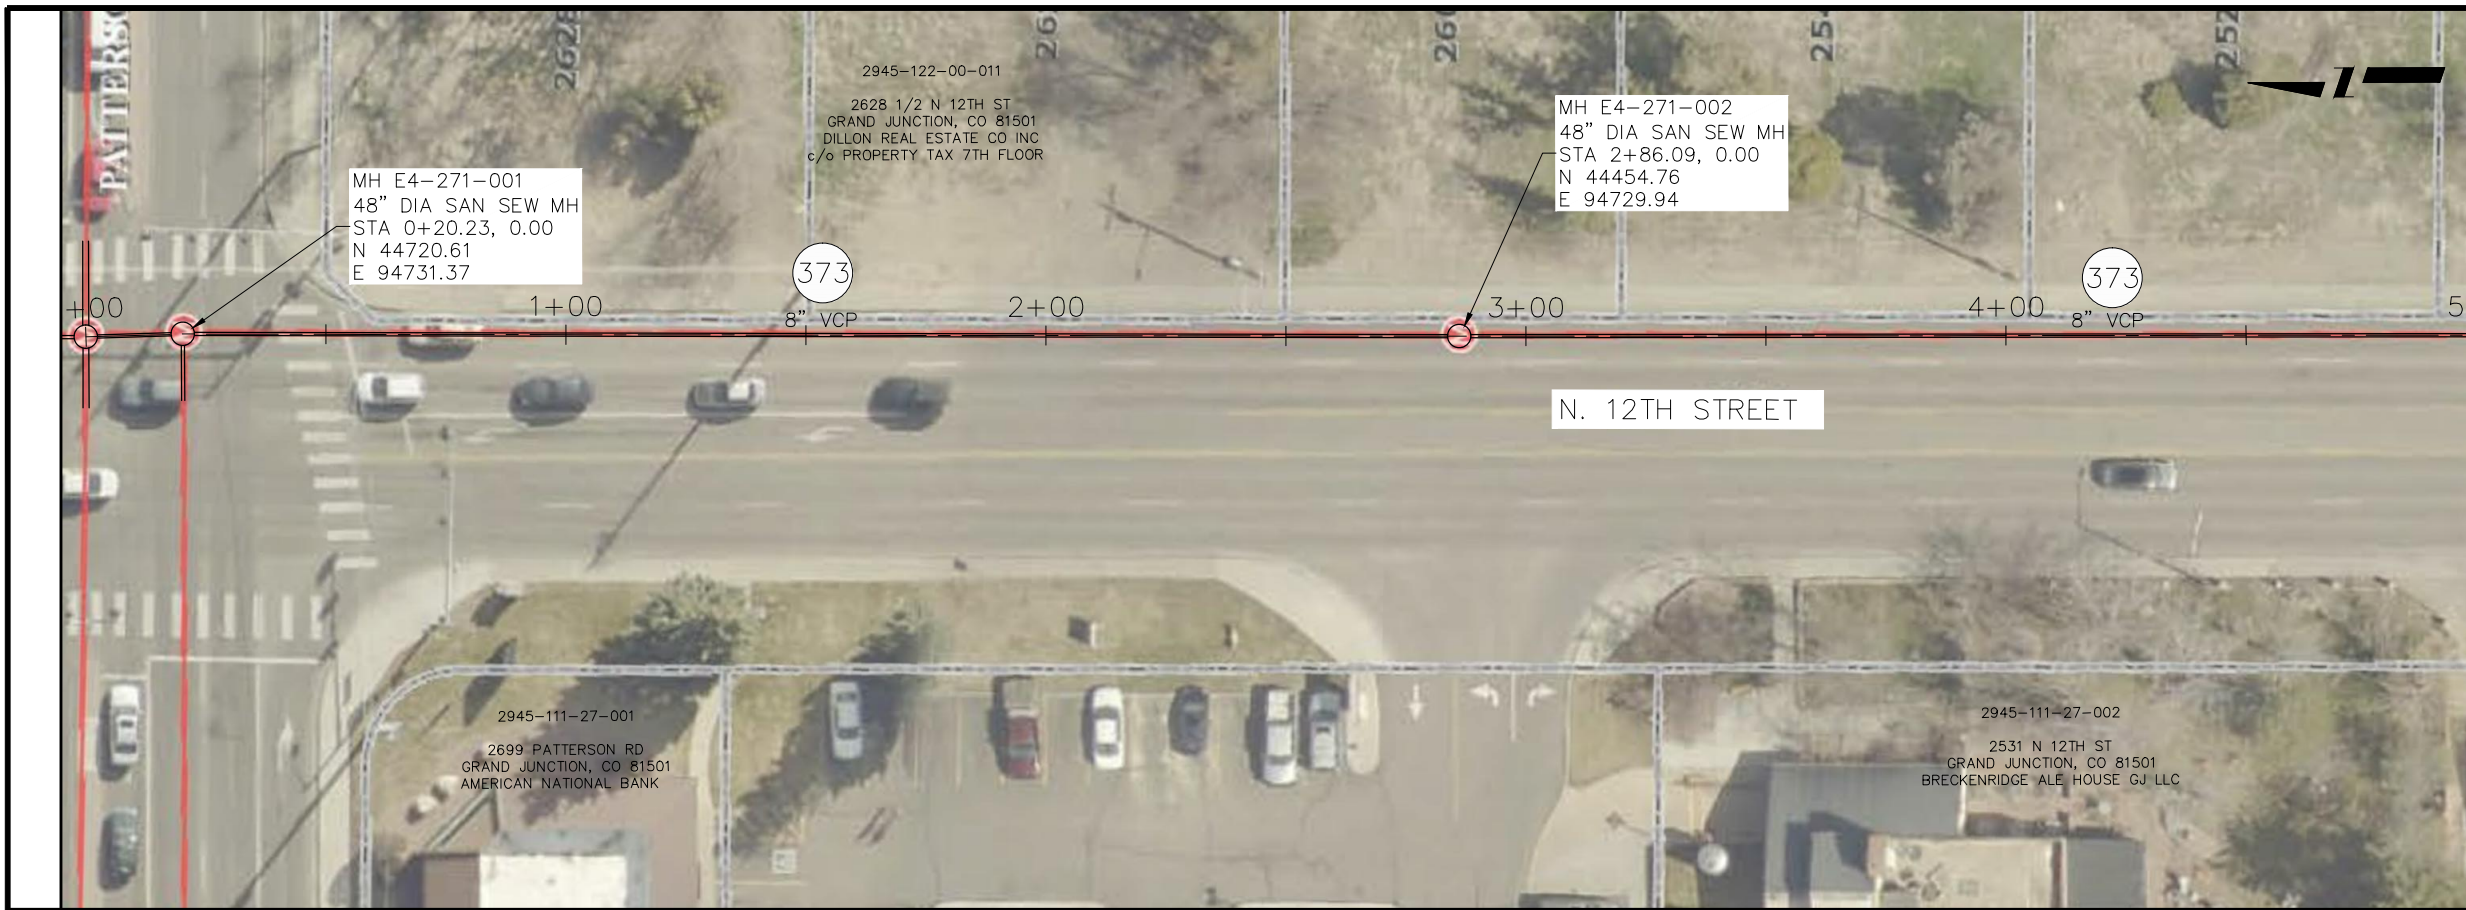 2628
2945-122-00-011
2628 1/2 N 12TH ST
GRAND JUNCTION, CO 81501
DILLON REAL ESTATE CO INC
c/o PROPERTY TAX 7TH FLOOR
252
MH E4-271-002
48" DIA SAN SEW MH
STA 2+86.09, 0.00
N 44454.76
E 94729.94
MH E4-271-001
48" DIA SAN SEW MH
STA 0+20.23, 0.00
N 44720.61
E 94731.37
373
373
+00
1+00
2+00
3+00
4+00
5
8" VCP
8" VCP
N. 12TH STREET
2945-111-27-001
2699 PATTERSON RD
GRAND JUNCTION, CO 81501
AMERICAN NATIONAL BANK
2945-111-27-002
2531 N 12TH ST
GRAND JUNCTION, CO 81501
BRECKENRIDGE ALE HOUSE GJ LLC